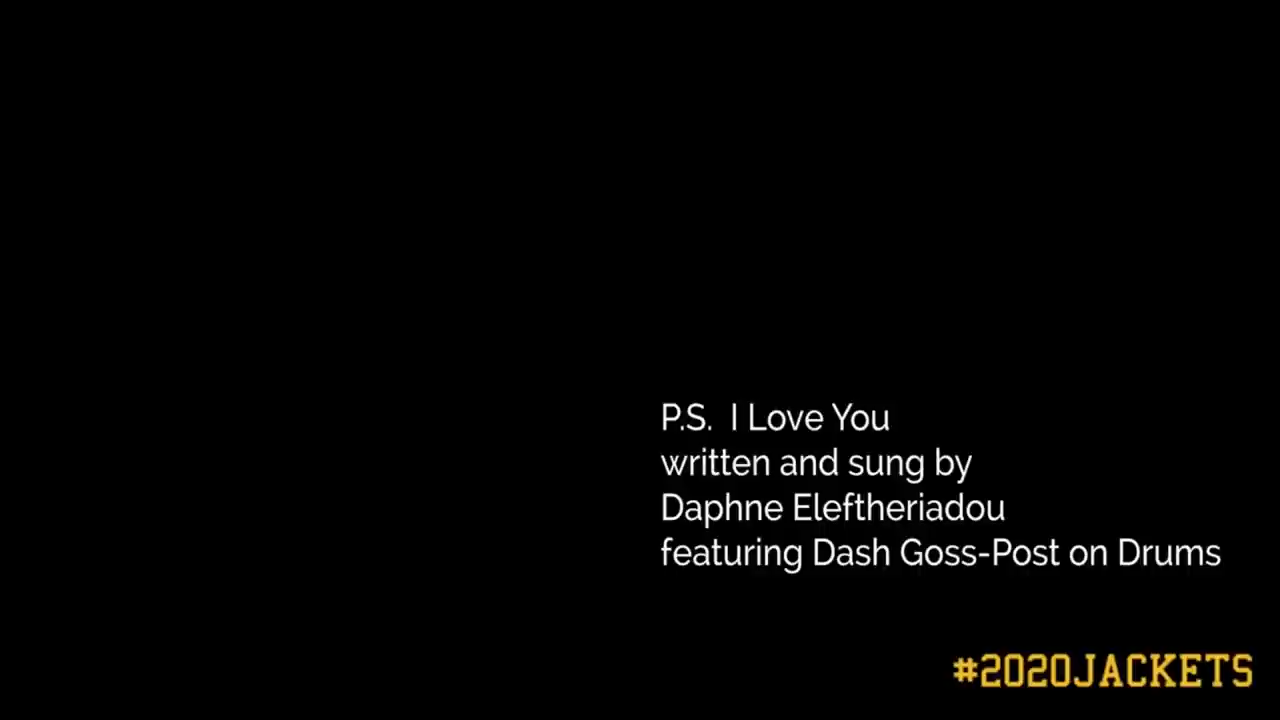 P.S.  I Love You
written and sung by
Daphne Eleftheriadou
featuring Dash Goss-Post on Drums
#2020JACKETS